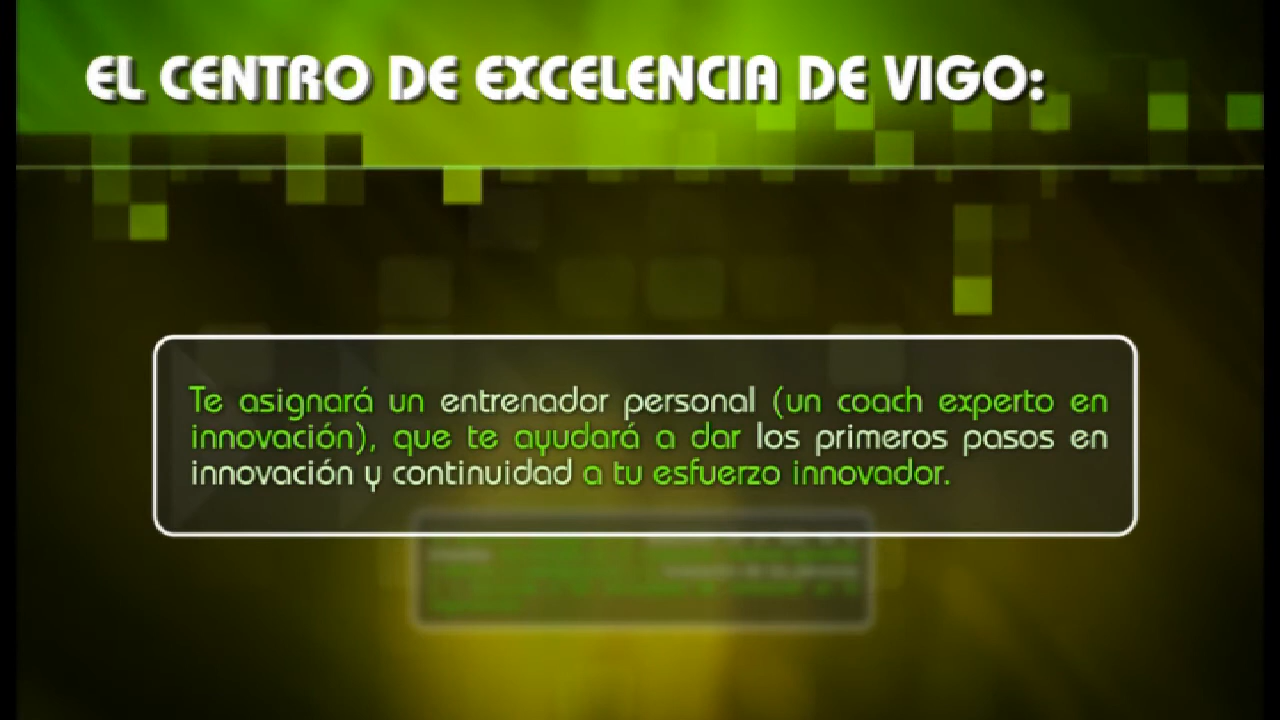 EL CENTRO DE EXCELENCIA DE VIGO:
Te asignará un entrenador personal (un coach experto en
innovación), que te ayudará a dar los primeros pasos en
innovación y continuidad a tu esfuerzo innovador.